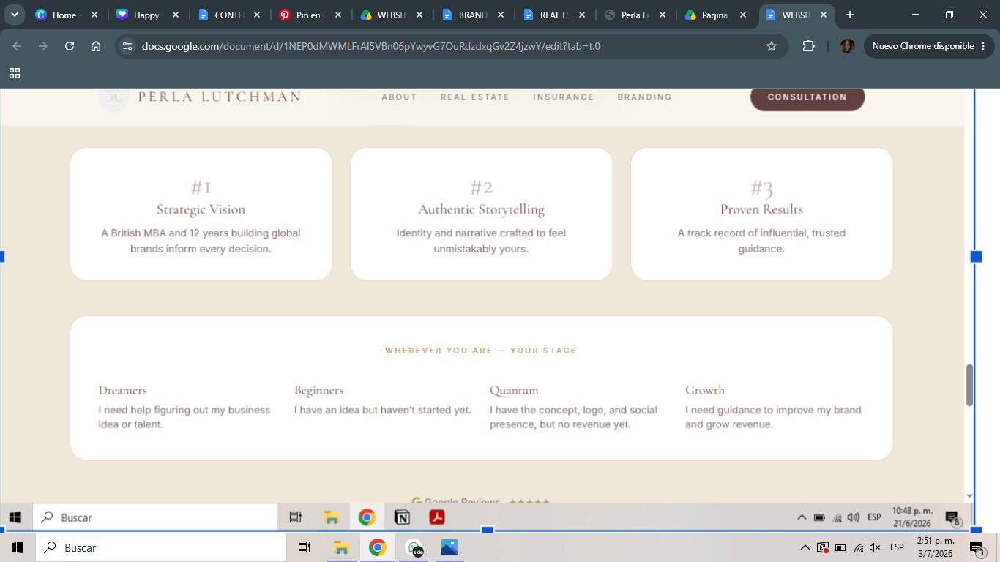 Home
Happy
CONTE
Pin en
WEBSIT
BRAND
REAL ES
Perla Lu
Página
WEBSIT
docs.google.com/document/d/1NEP0dMWMLFrAI5VBn06pYwyvG7OuRdzdxqGv2Z4jzwY/edit?tab=t.0
Nuevo Chrome disponible
PERLA LUTCHMAN
ABOUT REAL ESTATE INSURANCE BRANDING
CONSULTATION
#1
Strategic Vision
A British MBA and 12 years building global
brands inform every decision.
#2
Authentic Storytelling
Identity and narrative crafted to feel
unmistakably yours.
#3
Proven Results
A track record of influential, trusted
guidance.
WHEREVER YOU ARE — YOUR STAGE
Dreamers
I need help figuring out my business
idea or talent.
Beginners
I have an idea but haven't started yet.
Quantum
I have the concept, logo, and social
presence, but no revenue yet.
Growth
I need guidance to improve my brand
and grow revenue.
Google Reviews ★★★★★
Buscar
ESP
10:48 p. m.
21/6/2026
8
Buscar
ESP
2:51 p. m.
3/7/2026
3